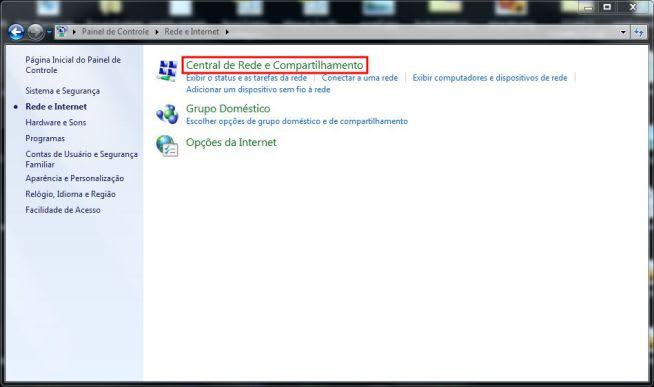 Painel de Controle ▸ Rede e Internet ▸
Página Inicial do Painel de
Controle
Sistema e Segurança
Rede e Internet
Hardware e Sons
Programas
Contas de Usuário e Segurança
Familiar
Aparência e Personalização
Relógio, Idioma e Região
Facilidade de Acesso
Central de Rede e Compartilhamento
Exibir o status e as tarefas da rede | Conectar a uma rede | Exibir computadores e dispositivos de rede
Adicionar um dispositivo sem fio à rede
Grupo Doméstico
Escolher opções de grupo doméstico e de compartilhamento
Opções da Internet